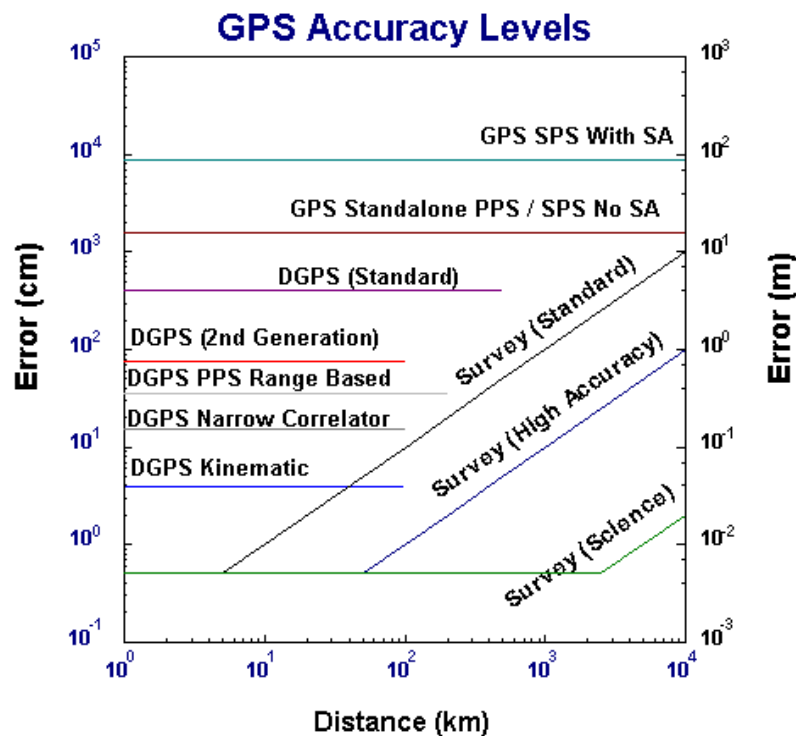 GPS Accuracy Levels
10^5
10^4
10^3
10^2
10^1
10^0
10^-1
Error (cm)
10^3
10^2
10^1
10^0
10^-1
10^-2
10^-3
Error (m)
GPS SPS With SA
GPS Standalone PPS / SPS No SA
DGPS (Standard)
DGPS (2nd Generation)
DGPS PPS Range Based
DGPS Narrow Correlator
DGPS Kinematic
Survey (Standard)
Survey (High Accuracy)
Survey (Science)
10^0 10^1 10^2 10^3 10^4
Distance (km)